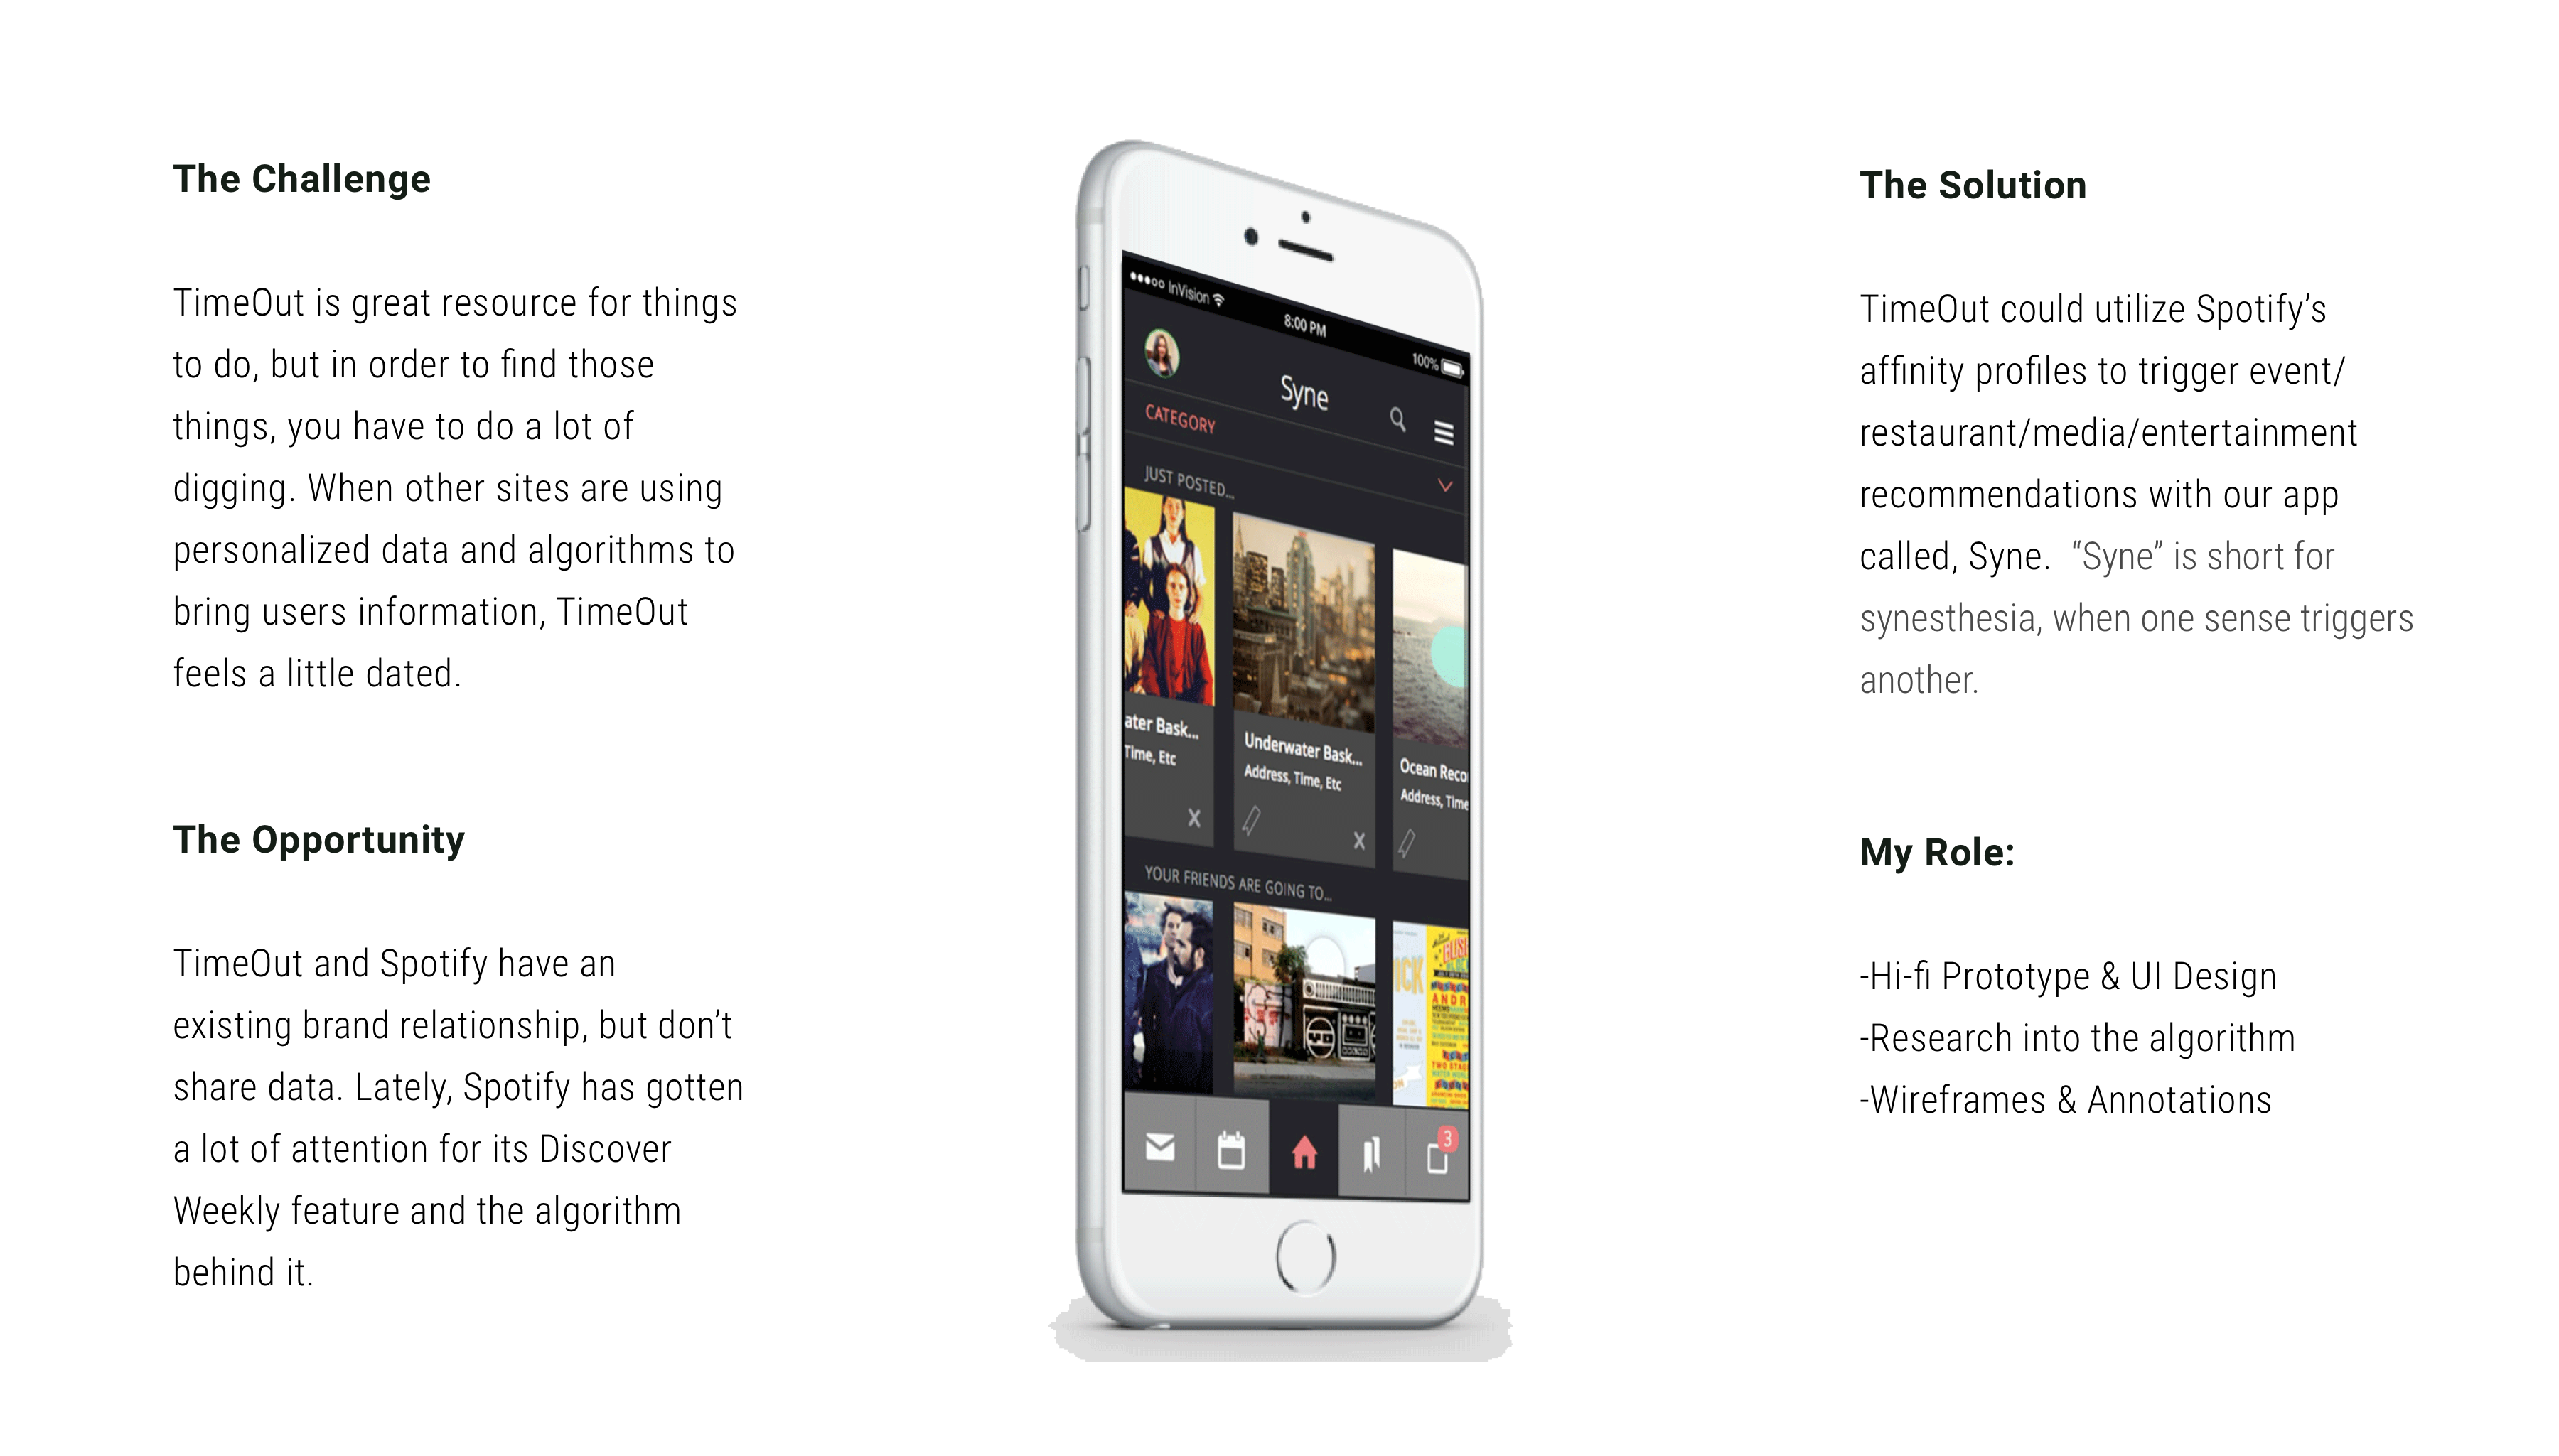 The Challenge
TimeOut is great resource for things
to do, but in order to find those
things, you have to do a lot of
digging. When other sites are using
personalized data and algorithms to
bring users information, TimeOut
feels a little dated.
The Opportunity
TimeOut and Spotify have an
existing brand relationship, but don’t
share data. Lately, Spotify has gotten
a lot of attention for its Discover
Weekly feature and the algorithm
behind it.
InVision
8:00 PM
100%
Syne
CATEGORY
JUST POSTED...
ater Bask...
Time, Etc
X
Underwater Bask...
Address, Time, Etc
X
Ocean Reco
Address, Time
YOUR FRIENDS ARE GOING TO...
ICK
ANDR
TWO STAG
3
The Solution
TimeOut could utilize Spotify’s
affinity profiles to trigger event/
restaurant/media/entertainment
recommendations with our app
called, Syne.  “Syne” is short for
synesthesia, when one sense triggers
another.
My Role:
-Hi-fi Prototype & UI Design
-Research into the algorithm
-Wireframes & Annotations